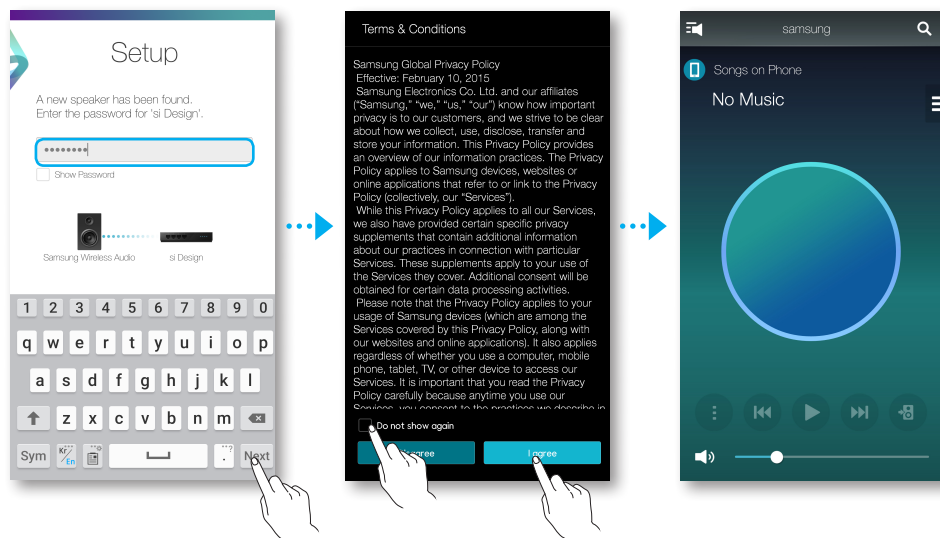 Setup
A new speaker has been found.
Enter the password for 'si Design'.
••••••••
Show Password
Samsung Wireless Audio
si Design
1 2 3 4 5 6 7 8 9 0
q w e r t y u i o p
a s d f g h j k l
z x c v b n m
Sym Kr/En . ? Next
Terms & Conditions
Samsung Global Privacy Policy
Effective: February 10, 2015
Samsung Electronics Co. Ltd. and our affiliates
("Samsung," "we," "us," "our") know how important
privacy is to our customers, and we strive to be clear
about how we collect, use, disclose, transfer and
store your information. This Privacy Policy provides
an overview of our information practices. The Privacy
Policy applies to Samsung devices, websites or
online applications that refer to or link to the Privacy
Policy (collectively, our "Services").
While this Privacy Policy applies to all our Services,
we also have provided certain specific privacy
supplements that contain additional information
about our practices in connection with particular
Services. These supplements apply to your use of
the Services they cover. Additional consent will be
obtained for certain data processing activities.
Please note that the Privacy Policy applies to your
usage of Samsung devices (which are among the
Services covered by this Privacy Policy, along with
our websites and online applications). It also applies
regardless of whether you use a computer, mobile
phone, tablet, TV, or other device to access our
Services. It is important that you read the Privacy
Policy carefully because anytime you use our
Services, you consent to the practices we describe in
Do not show again
I agree
samsung
Songs on Phone
No Music